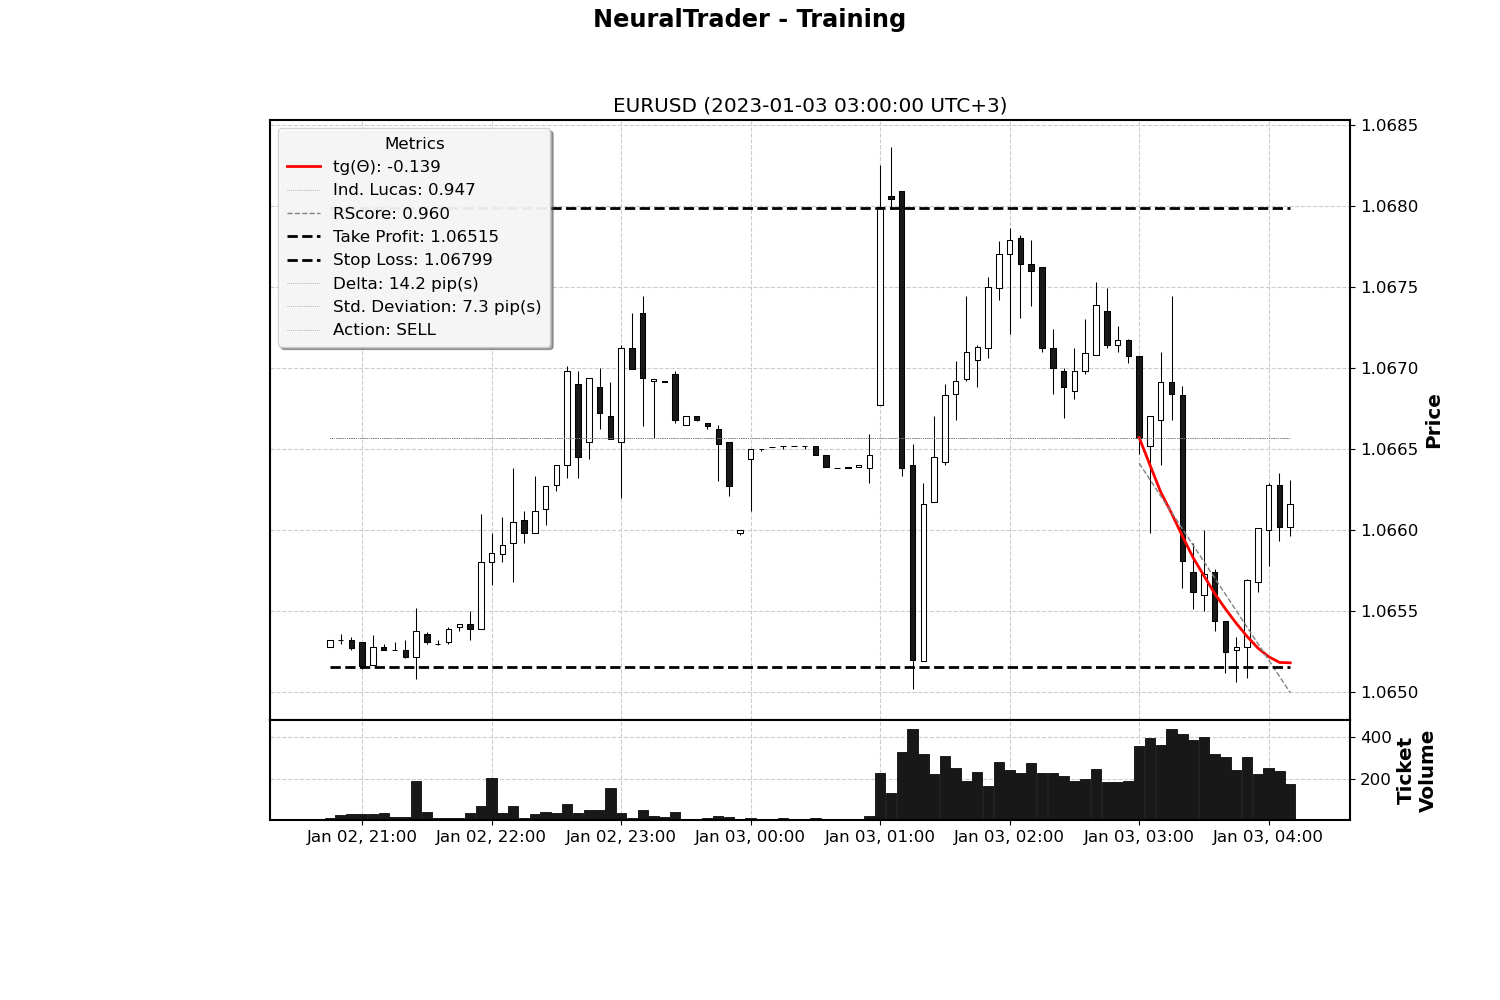 NeuralTrader - Training
EURUSD (2023-01-03 03:00:00 UTC+3)
Metrics
tg(Θ): -0.139
Ind. Lucas: 0.947
RScore: 0.960
Take Profit: 1.06515
Stop Loss: 1.06799
Delta: 14.2 pip(s)
Std. Deviation: 7.3 pip(s)
Action: SELL
1.0685
1.0680
1.0675
1.0670
1.0665
1.0660
1.0655
1.0650
Price
400
200
Ticket
Volume
Jan 02, 21:00
Jan 02, 22:00
Jan 02, 23:00
Jan 03, 00:00
Jan 03, 01:00
Jan 03, 02:00
Jan 03, 03:00
Jan 03, 04:00